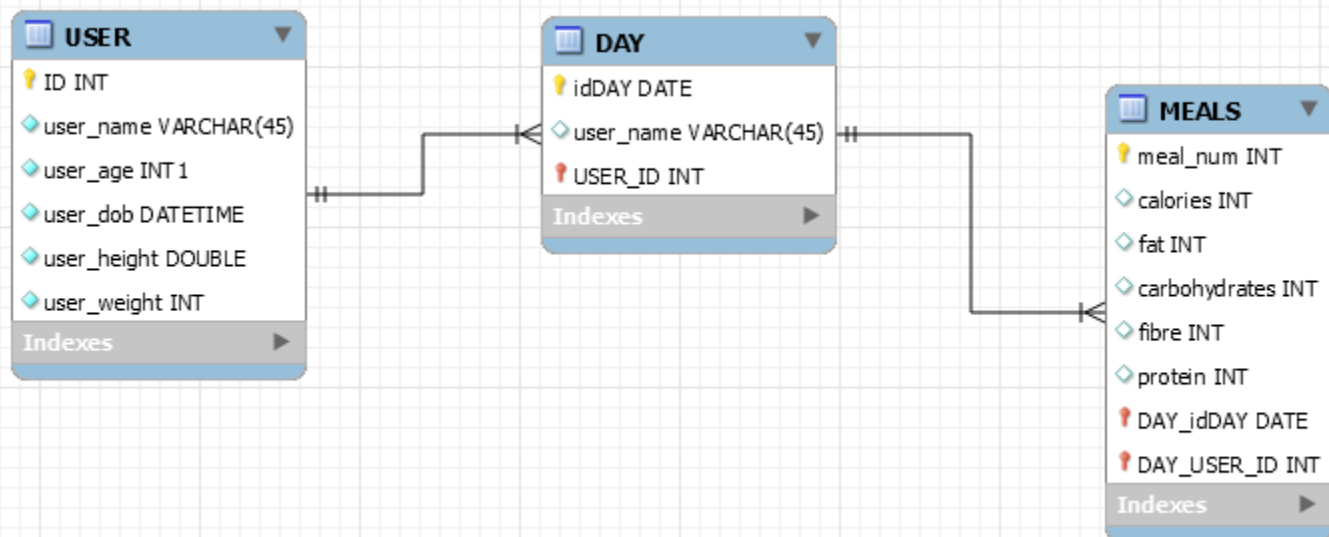 USER
ID INT
user_name VARCHAR(45)
user_age INT1
user_dob DATETIME
user_height DOUBLE
user_weight INT
Indexes
DAY
idDAY DATE
user_name VARCHAR(45)
USER_ID INT
Indexes
MEALS
meal_num INT
calories INT
fat INT
carbohydrates INT
fibre INT
protein INT
DAY_idDAY DATE
DAY_USER_ID INT
Indexes